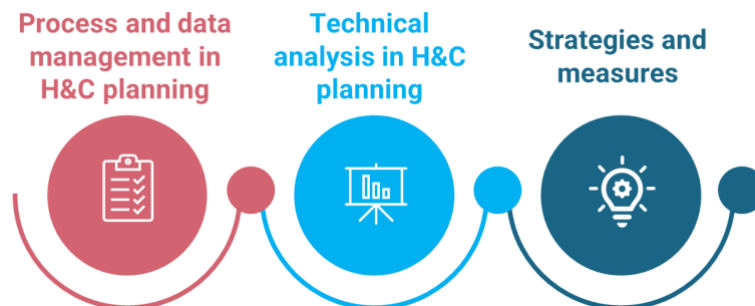 Process and data
management in
H&C planning
Technical
analysis in H&C
planning
Strategies and
measures